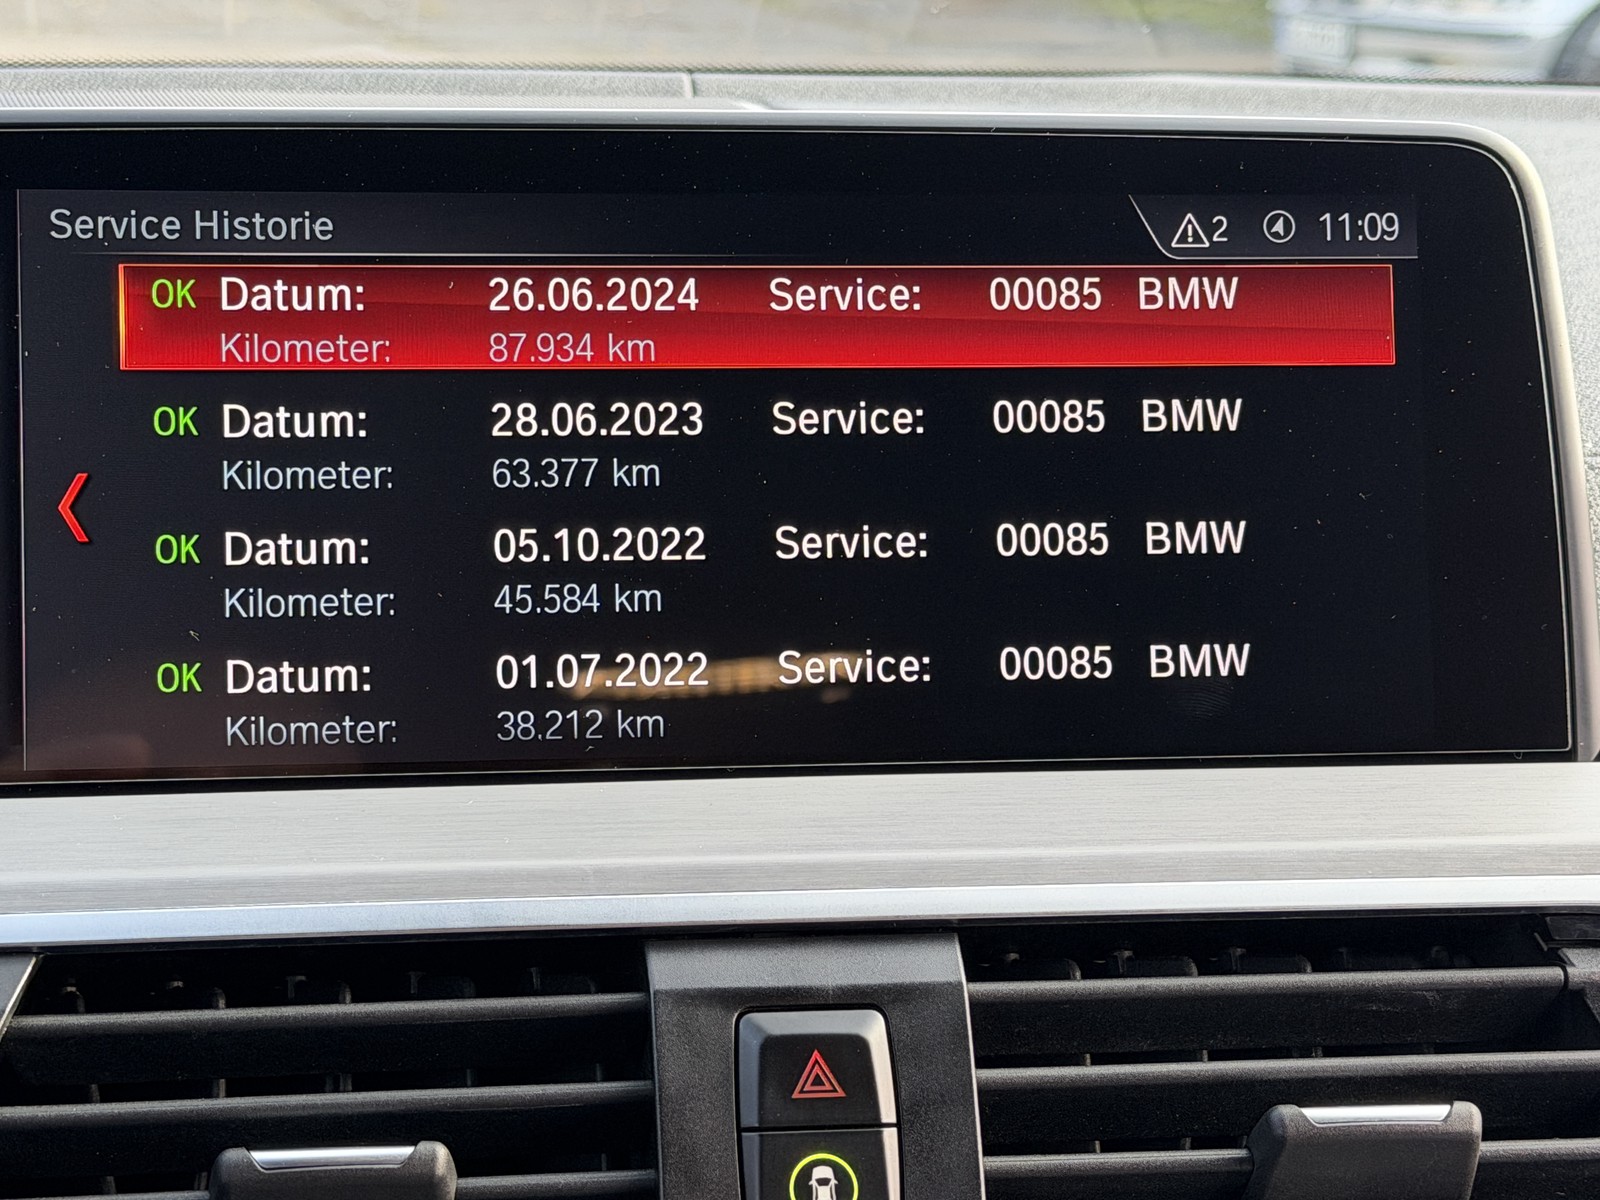 Service Historie 2 11:09
OK Datum: 26.06.2024 Service: 00085 BMW
Kilometer: 87.934 km
OK Datum: 28.06.2023 Service: 00085 BMW
Kilometer: 63.377 km
OK Datum: 05.10.2022 Service: 00085 BMW
Kilometer: 45.584 km
OK Datum: 01.07.2022 Service: 00085 BMW
Kilometer: 38.212 km